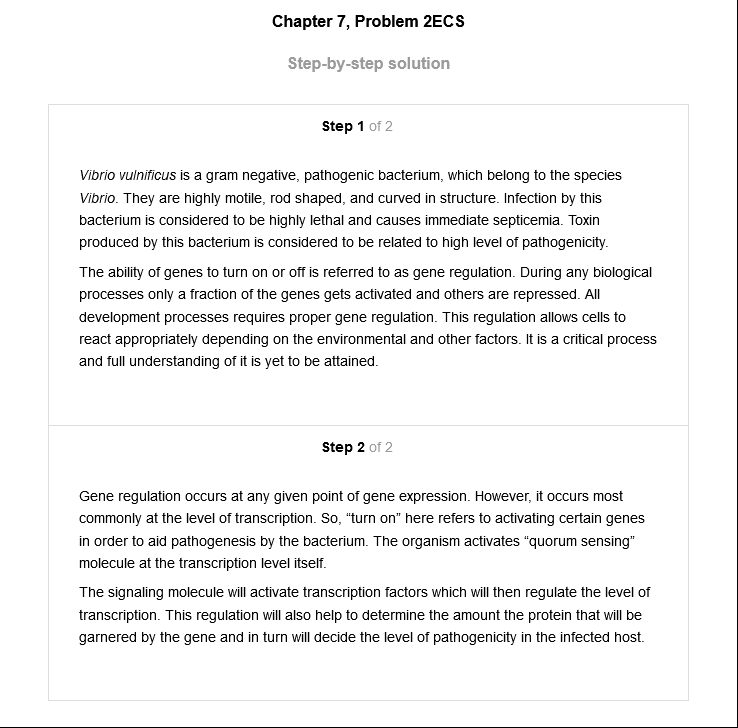 Chapter 7, Problem 2ECS
Step-by-step solution
Step 1 of 2
Vibrio vulnificus is a gram negative, pathogenic bacterium, which belong to the species
Vibrio. They are highly motile, rod shaped, and curved in structure. Infection by this
bacterium is considered to be highly lethal and causes immediate septicemia. Toxin
produced by this bacterium is considered to be related to high level of pathogenicity.
The ability of genes to turn on or off is referred to as gene regulation. During any biological
processes only a fraction of the genes gets activated and others are repressed. All
development processes requires proper gene regulation. This regulation allows cells to
react appropriately depending on the environmental and other factors. It is a critical process
and full understanding of it is yet to be attained.
Step 2 of 2
Gene regulation occurs at any given point of gene expression. However, it occurs most
commonly at the level of transcription. So, “turn on” here refers to activating certain genes
in order to aid pathogenesis by the bacterium. The organism activates “quorum sensing”
molecule at the transcription level itself.
The signaling molecule will activate transcription factors which will then regulate the level of
transcription. This regulation will also help to determine the amount the protein that will be
garnered by the gene and in turn will decide the level of pathogenicity in the infected host.